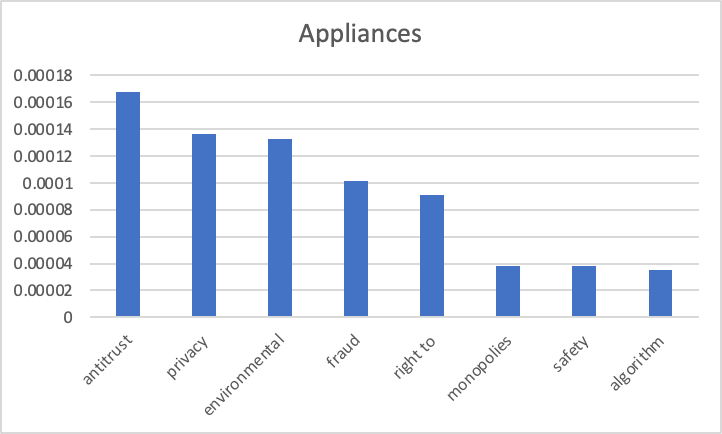 Appliances
0.00018
0.00016
0.00014
0.00012
0.0001
0.00008
0.00006
0.00004
0.00002
0
antitrust
privacy
environmental
fraud
right to
monopolies
safety
algorithm